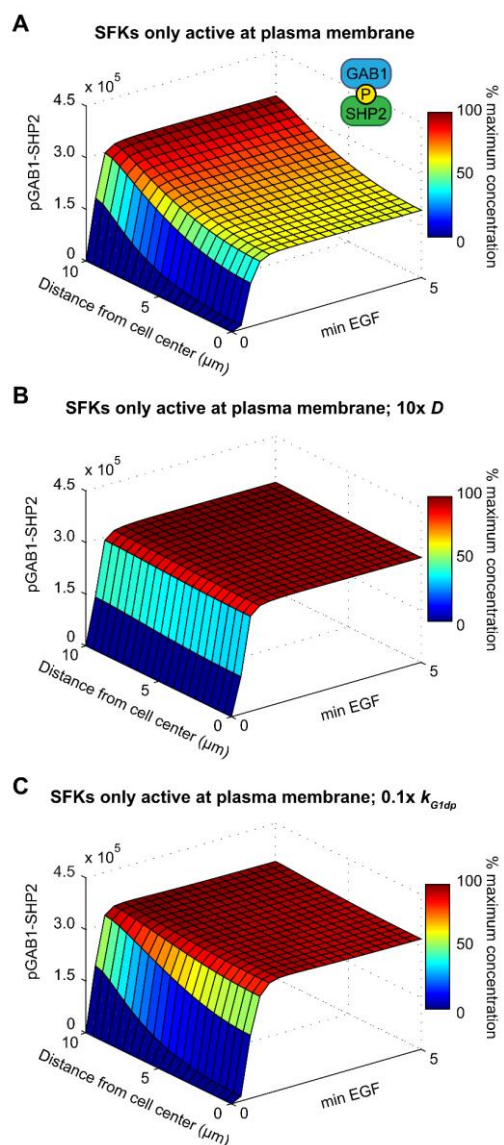 A
SFKs only active at plasma membrane
GAB1
P
SHP2
x 10^5
4.5
3.0
1.5
0
pGAB1-SHP2
10
5
0
Distance from cell center (µm)
0
5
min EGF
100
50
0
% maximum concentration
B
SFKs only active at plasma membrane; 10x D
x 10^5
4.5
3.0
1.5
0
pGAB1-SHP2
10
5
0
Distance from cell center (µm)
0
5
min EGF
100
50
0
% maximum concentration
C
SFKs only active at plasma membrane; 0.1x k_G1dp
x 10^5
4.5
3.0
1.5
0
pGAB1-SHP2
10
5
0
Distance from cell center (µm)
0
5
min EGF
100
50
0
% maximum concentration